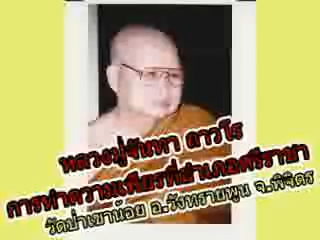 หลวงปู่จันทา ถาวโร
การทำความเพียรที่อำเภอศรีราชา
วัดป่าเขาน้อย อ.วังทรายพูน จ.พิจิตร